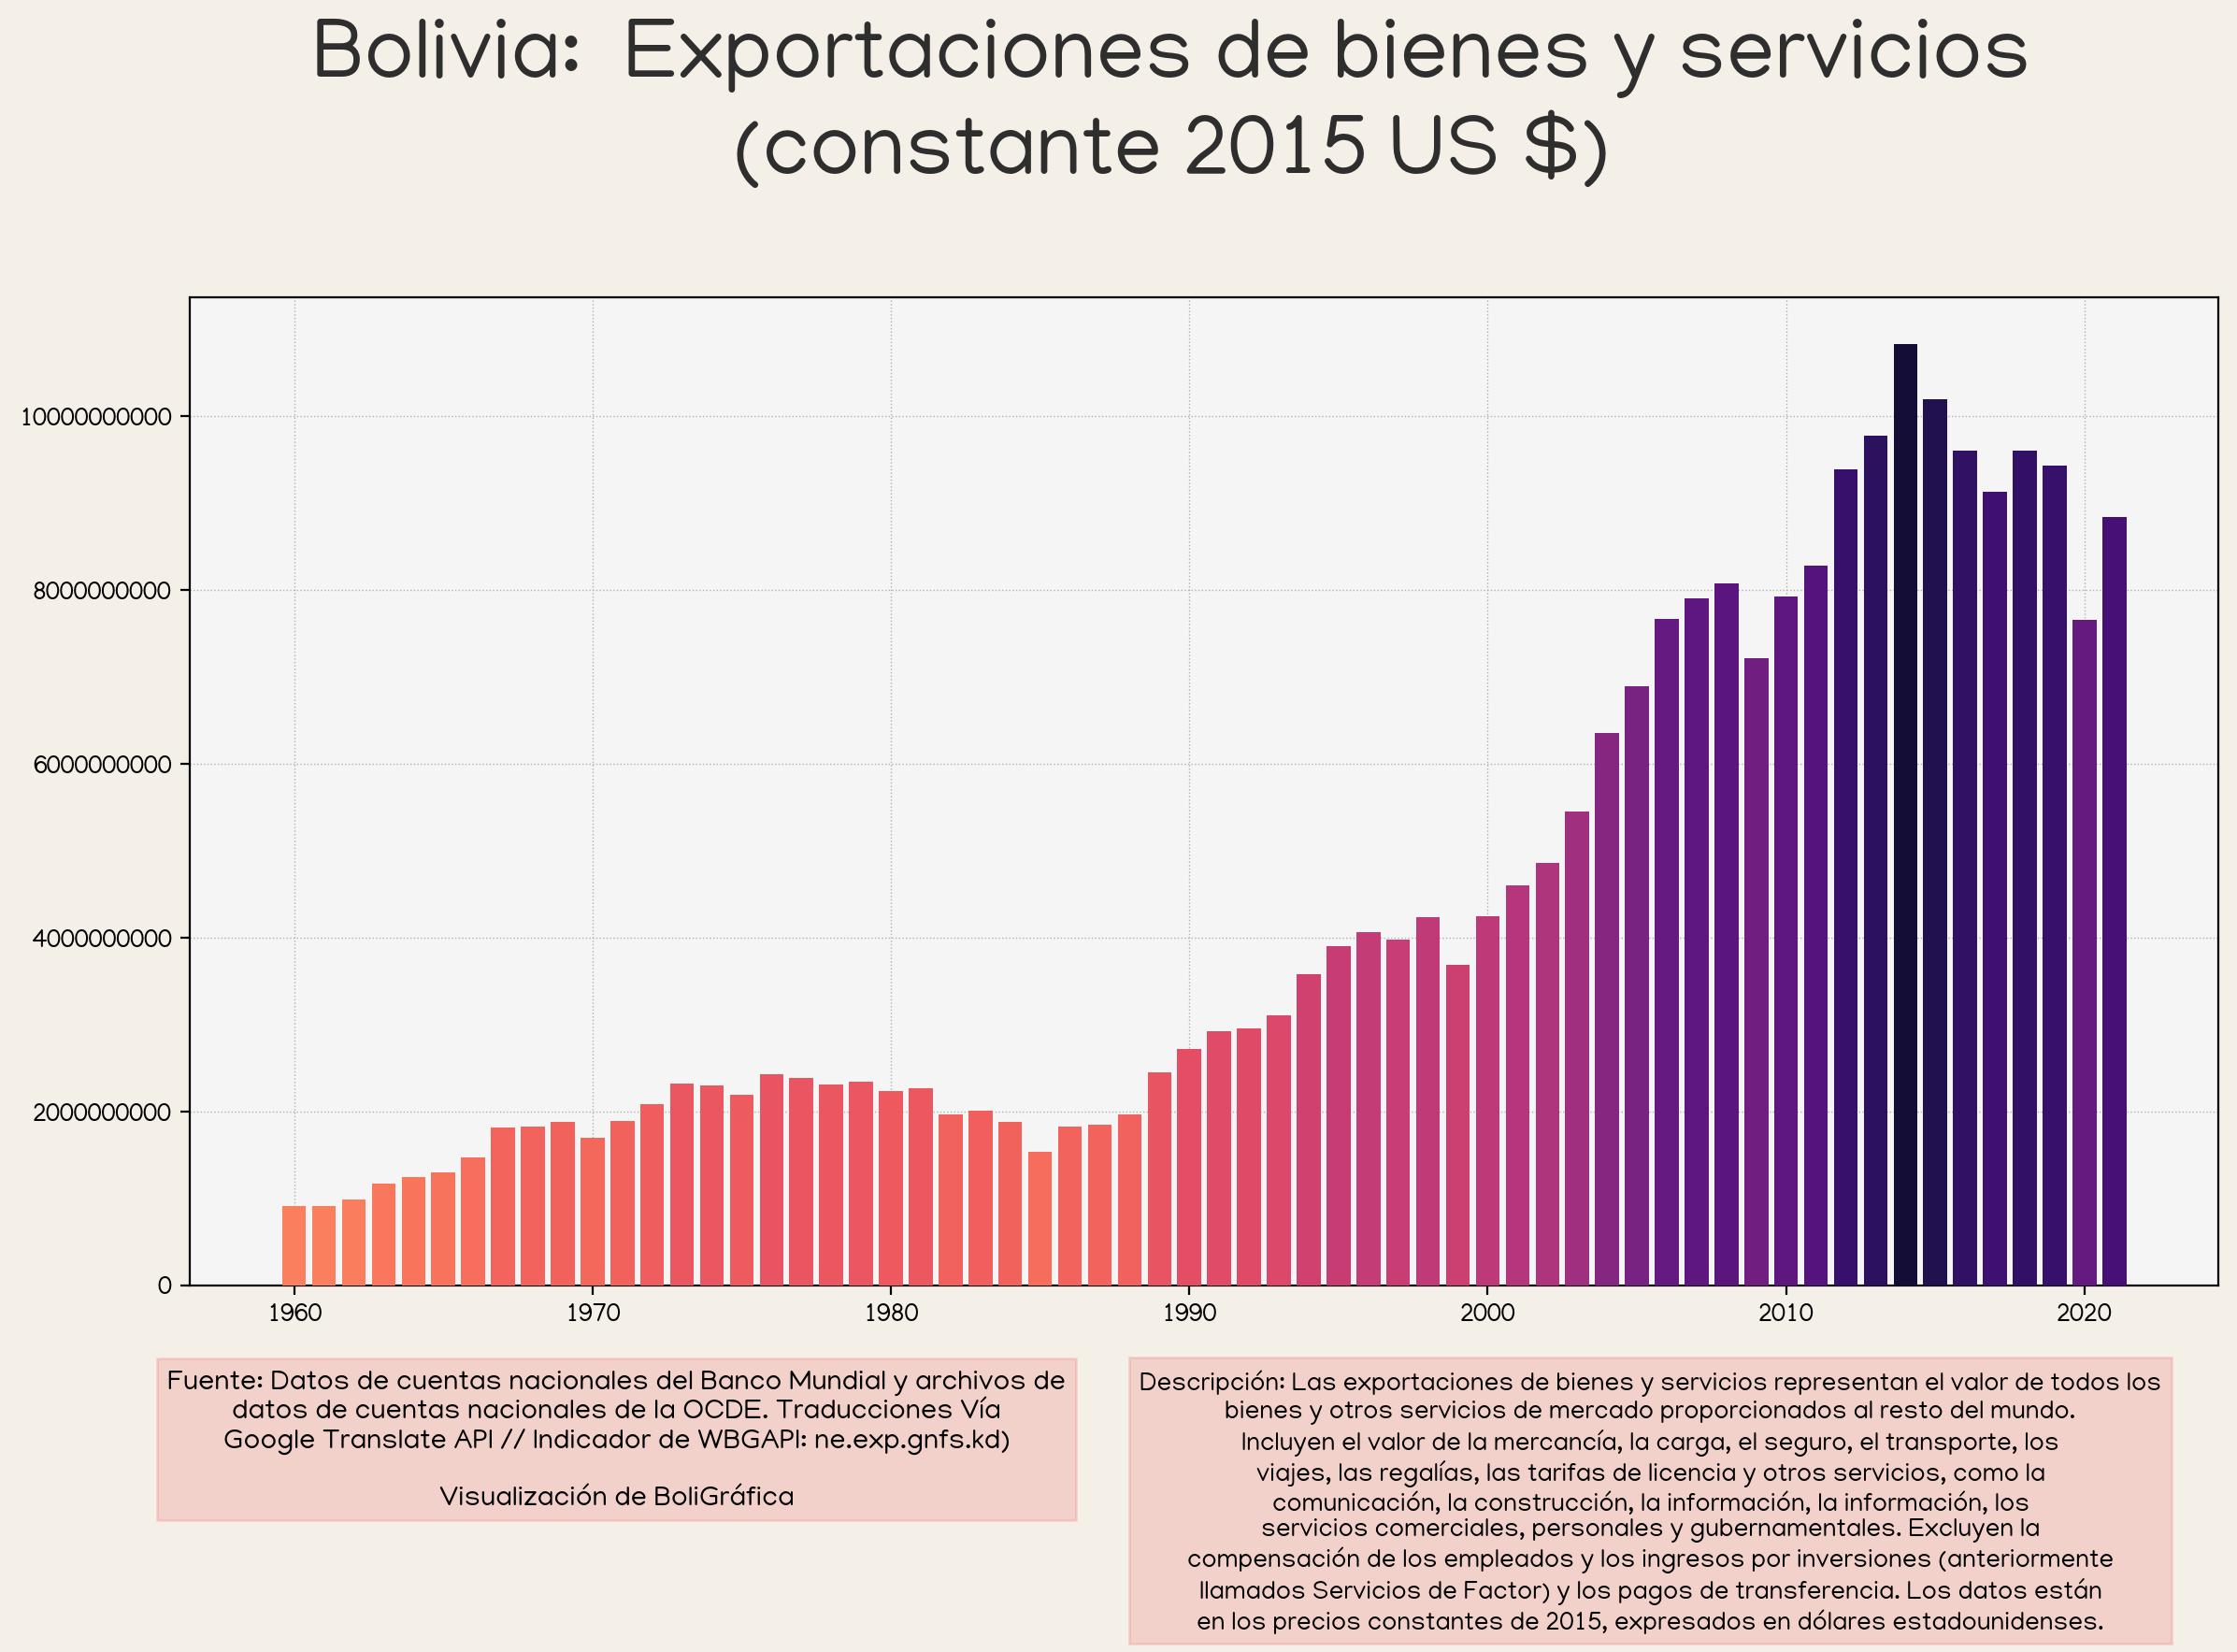 Bolivia: Exportaciones de bienes y servicios
(constante 2015 US $)
10000000000
8000000000
6000000000
4000000000
2000000000
0
1960 1970 1980 1990 2000 2010 2020
Fuente: Datos de cuentas nacionales del Banco Mundial y archivos de
datos de cuentas nacionales de la OCDE. Traducciones Vía
Google Translate API // Indicador de WBGAPI: ne.exp.gnfs.kd)
Visualización de BoliGráfica
Descripción: Las exportaciones de bienes y servicios representan el valor de todos los
bienes y otros servicios de mercado proporcionados al resto del mundo.
Incluyen el valor de la mercancía, la carga, el seguro, el transporte, los
viajes, las regalías, las tarifas de licencia y otros servicios, como la
comunicación, la construcción, la información, la información, los
servicios comerciales, personales y gubernamentales. Excluyen la
compensación de los empleados y los ingresos por inversiones (anteriormente
llamados Servicios de Factor) y los pagos de transferencia. Los datos están
en los precios constantes de 2015, expresados en dólares estadounidenses.